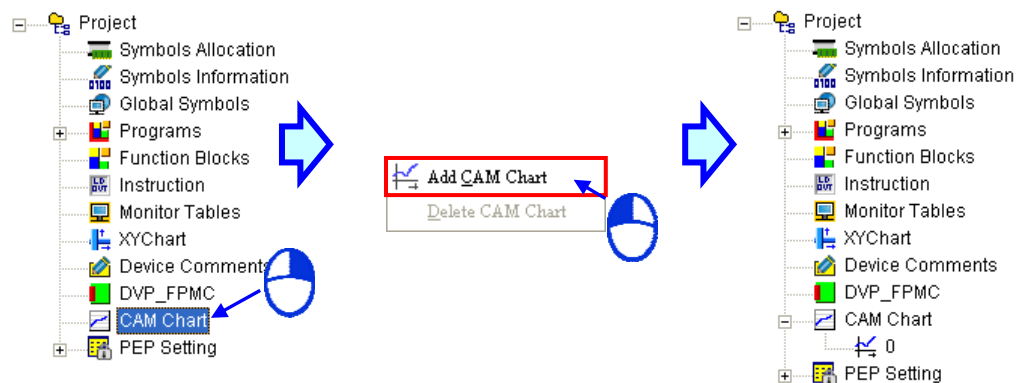 Project
Symbols Allocation
Symbols Information
Global Symbols
Programs
Function Blocks
Instruction
Monitor Tables
XYChart
Device Comments
DVP_FPMC
CAM Chart
PEP Setting
Add CAM Chart
Delete CAM Chart
Project
Symbols Allocation
Symbols Information
Global Symbols
Programs
Function Blocks
Instruction
Monitor Tables
XYChart
Device Comments
DVP_FPMC
CAM Chart
0
PEP Setting